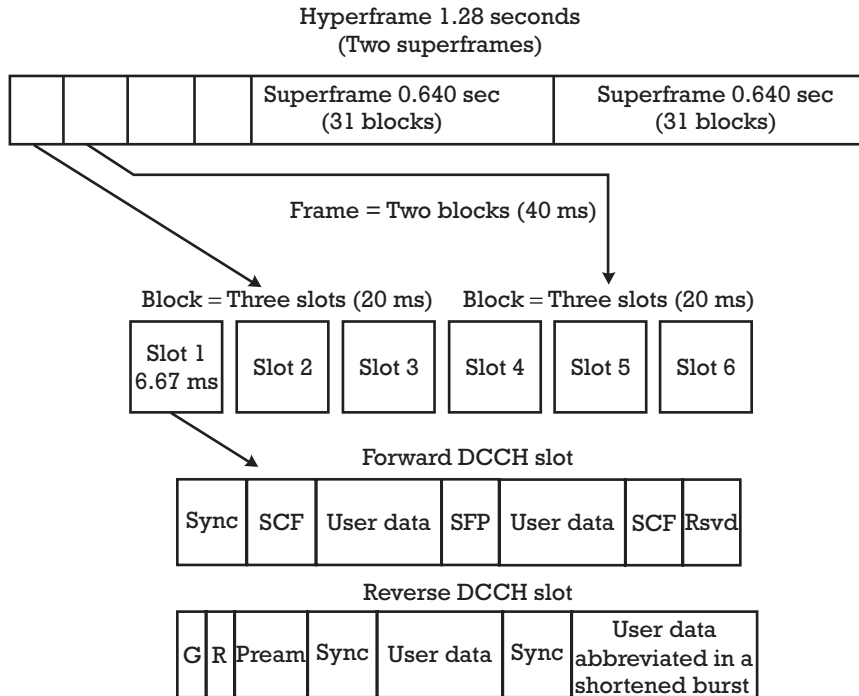 Hyperframe 1.28 seconds
(Two superframes)
Superframe 0.640 sec
(31 blocks)
Superframe 0.640 sec
(31 blocks)
Frame = Two blocks (40 ms)
Block = Three slots (20 ms)
Block = Three slots (20 ms)
Slot 1
6.67 ms
Slot 2
Slot 3
Slot 4
Slot 5
Slot 6
Forward DCCH slot
Sync
SCF
User data
SFP
User data
SCF
Rsvd
Reverse DCCH slot
G
R
Pream
Sync
User data
Sync
User data
abbreviated in a
shortened burst